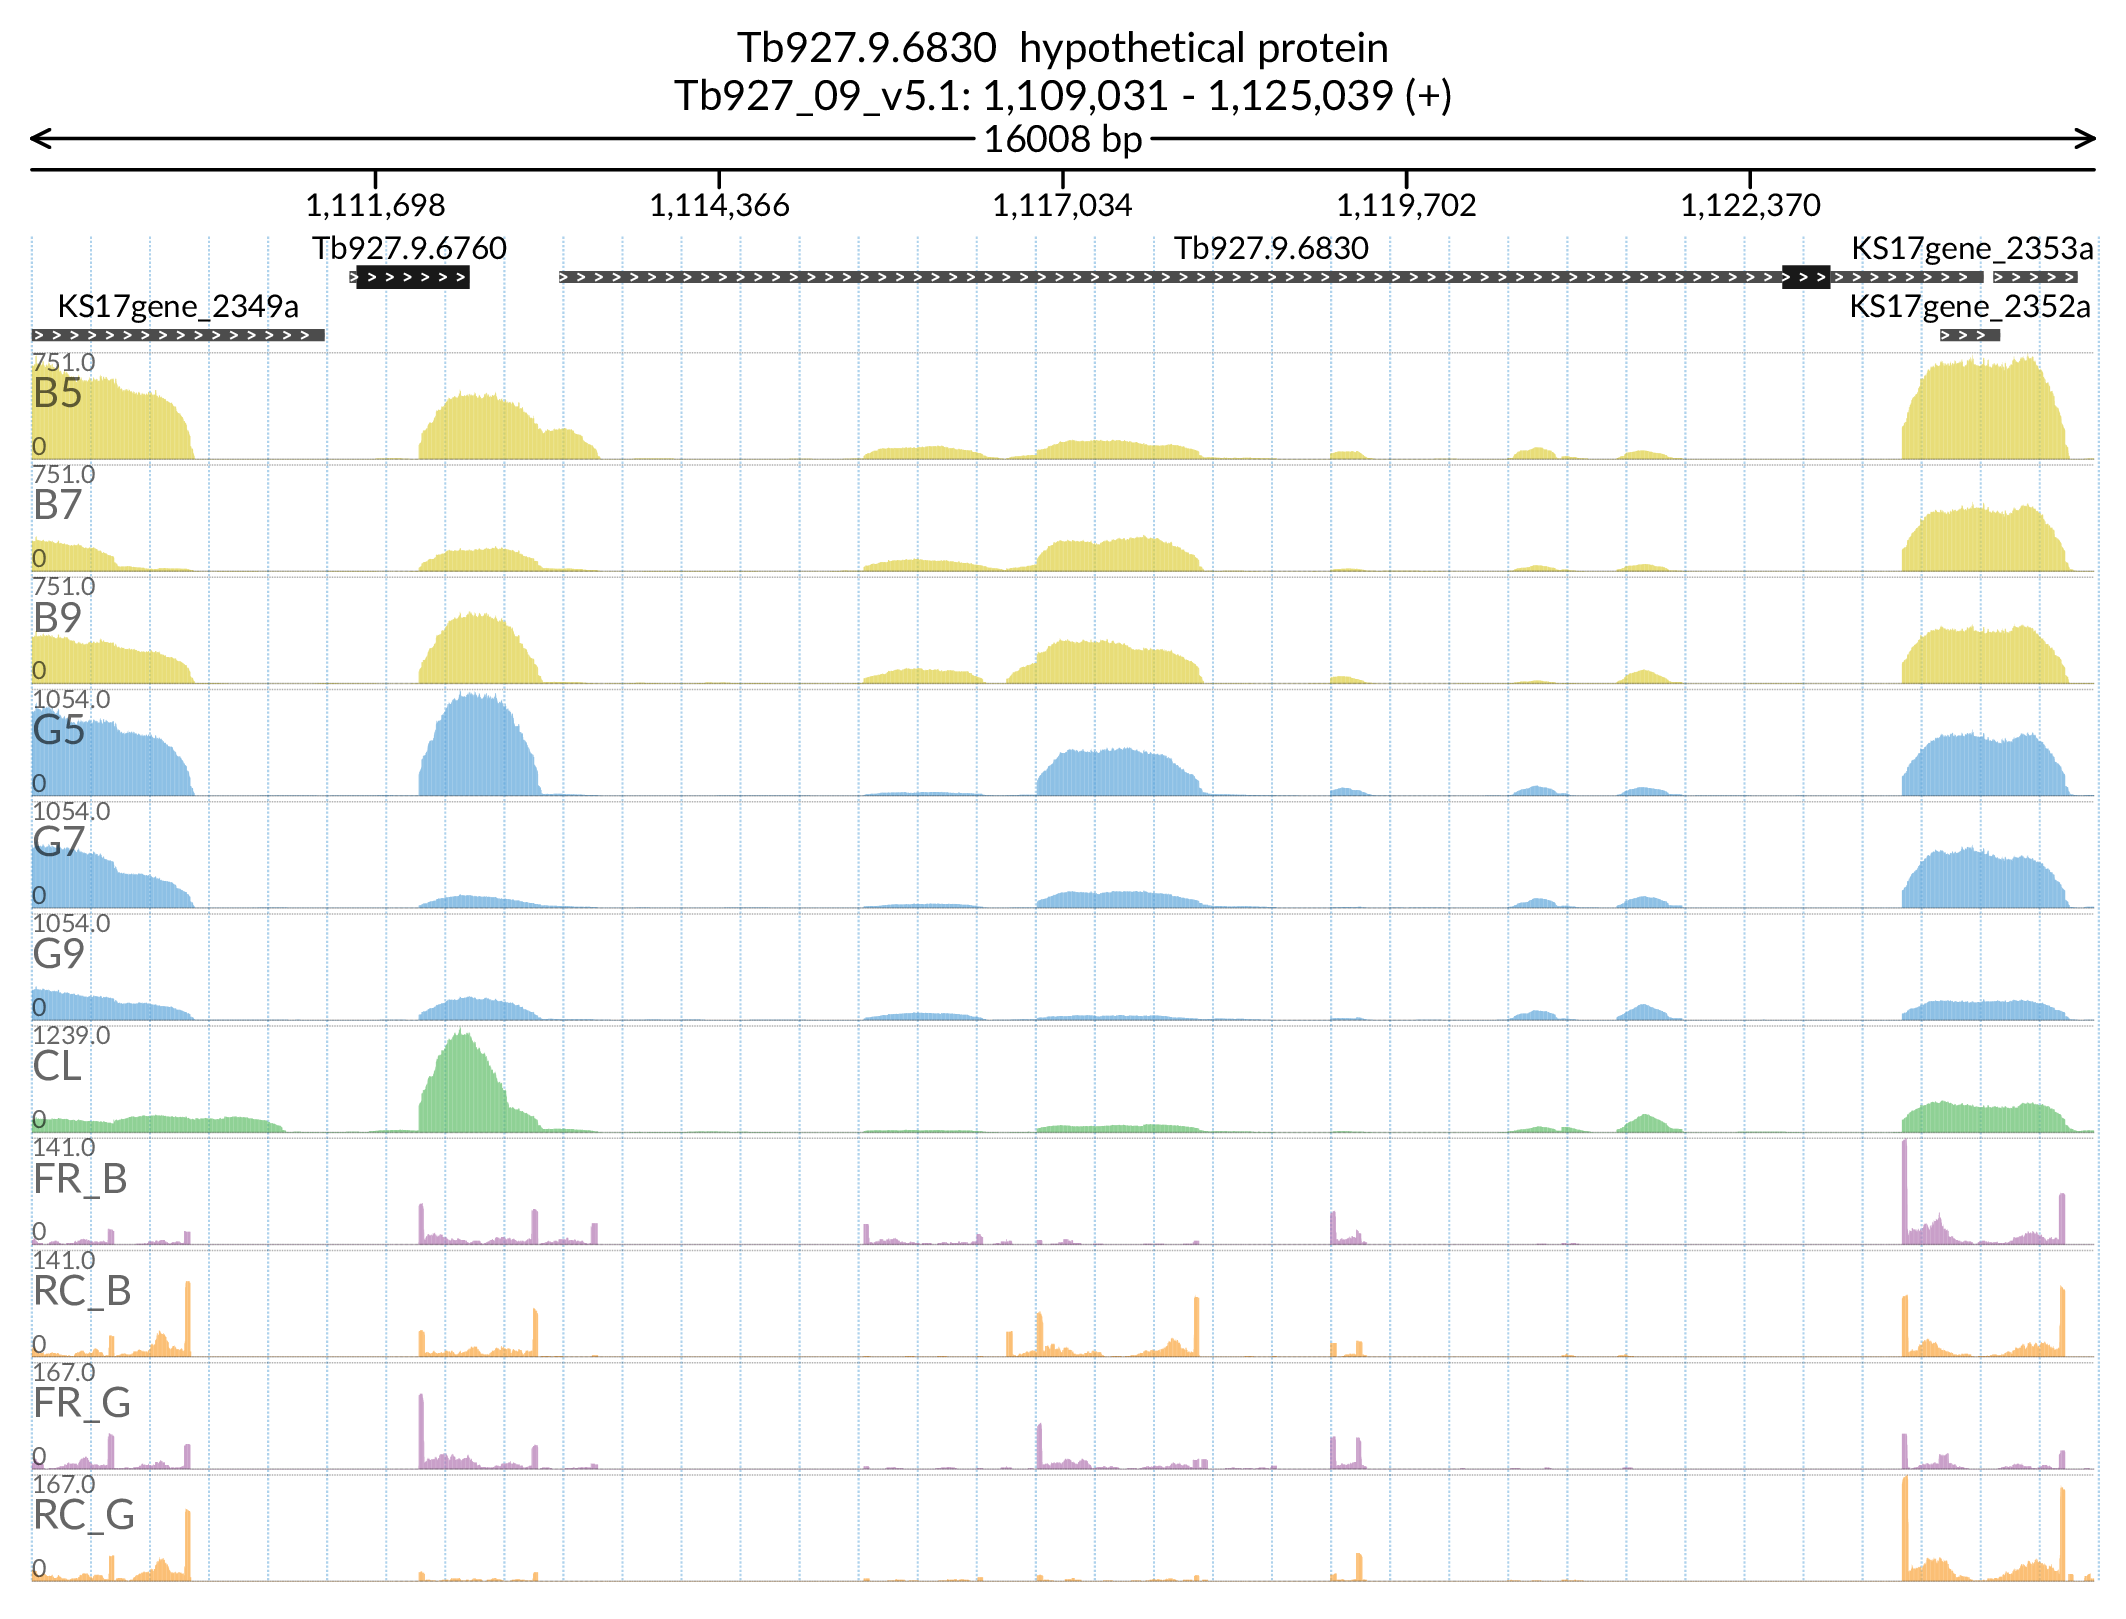 Tb927.9.6830  hypothetical protein
Tb927_09_v5.1: 1,109,031 - 1,125,039 (+)
16008 bp
1,111,698 1,114,366 1,117,034 1,119,702 1,122,370
Tb927.9.6760 Tb927.9.6830 KS17gene_2353a
KS17gene_2349a KS17gene_2352a
751.0
B5
0
751.0
B7
0
751.0
B9
0
1054.0
G5
0
1054.0
G7
0
1054.0
G9
0
1239.0
CL
0
141.0
FR_B
0
141.0
RC_B
0
167.0
FR_G
0
167.0
RC_G
0